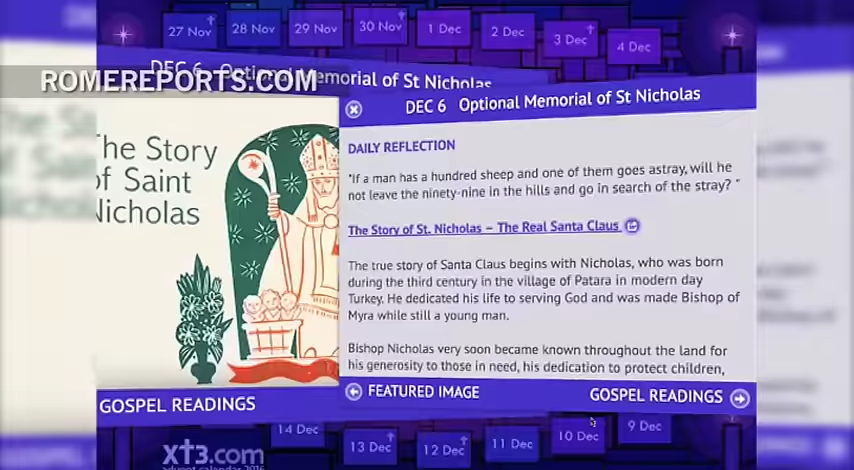 27 Nov
28 Nov
29 Nov
30 Nov
1 Dec
2 Dec
3 Dec
4 Dec
ROMEREPORTS.COM
DEC 6 Optional Memorial of St Nicholas
The Story
of Saint
Nicholas
GOSPEL READINGS
DEC 6 Optional Memorial of St Nicholas
DAILY REFLECTION
"If a man has a hundred sheep and one of them goes astray, will he
not leave the ninety-nine in the hills and go in search of the stray? "
The Story of St. Nicholas – The Real Santa Claus
The true story of Santa Claus begins with Nicholas, who was born
during the third century in the village of Patara in modern day
Turkey. He dedicated his life to serving God and was made Bishop of
Myra while still a young man.
Bishop Nicholas very soon became known throughout the land for
his generosity to those in need, his dedication to protect children,
FEATURED IMAGE
GOSPEL READINGS
14 Dec
13 Dec
12 Dec
11 Dec
10 Dec
9 Dec
xt3.com
advent calendar 2016